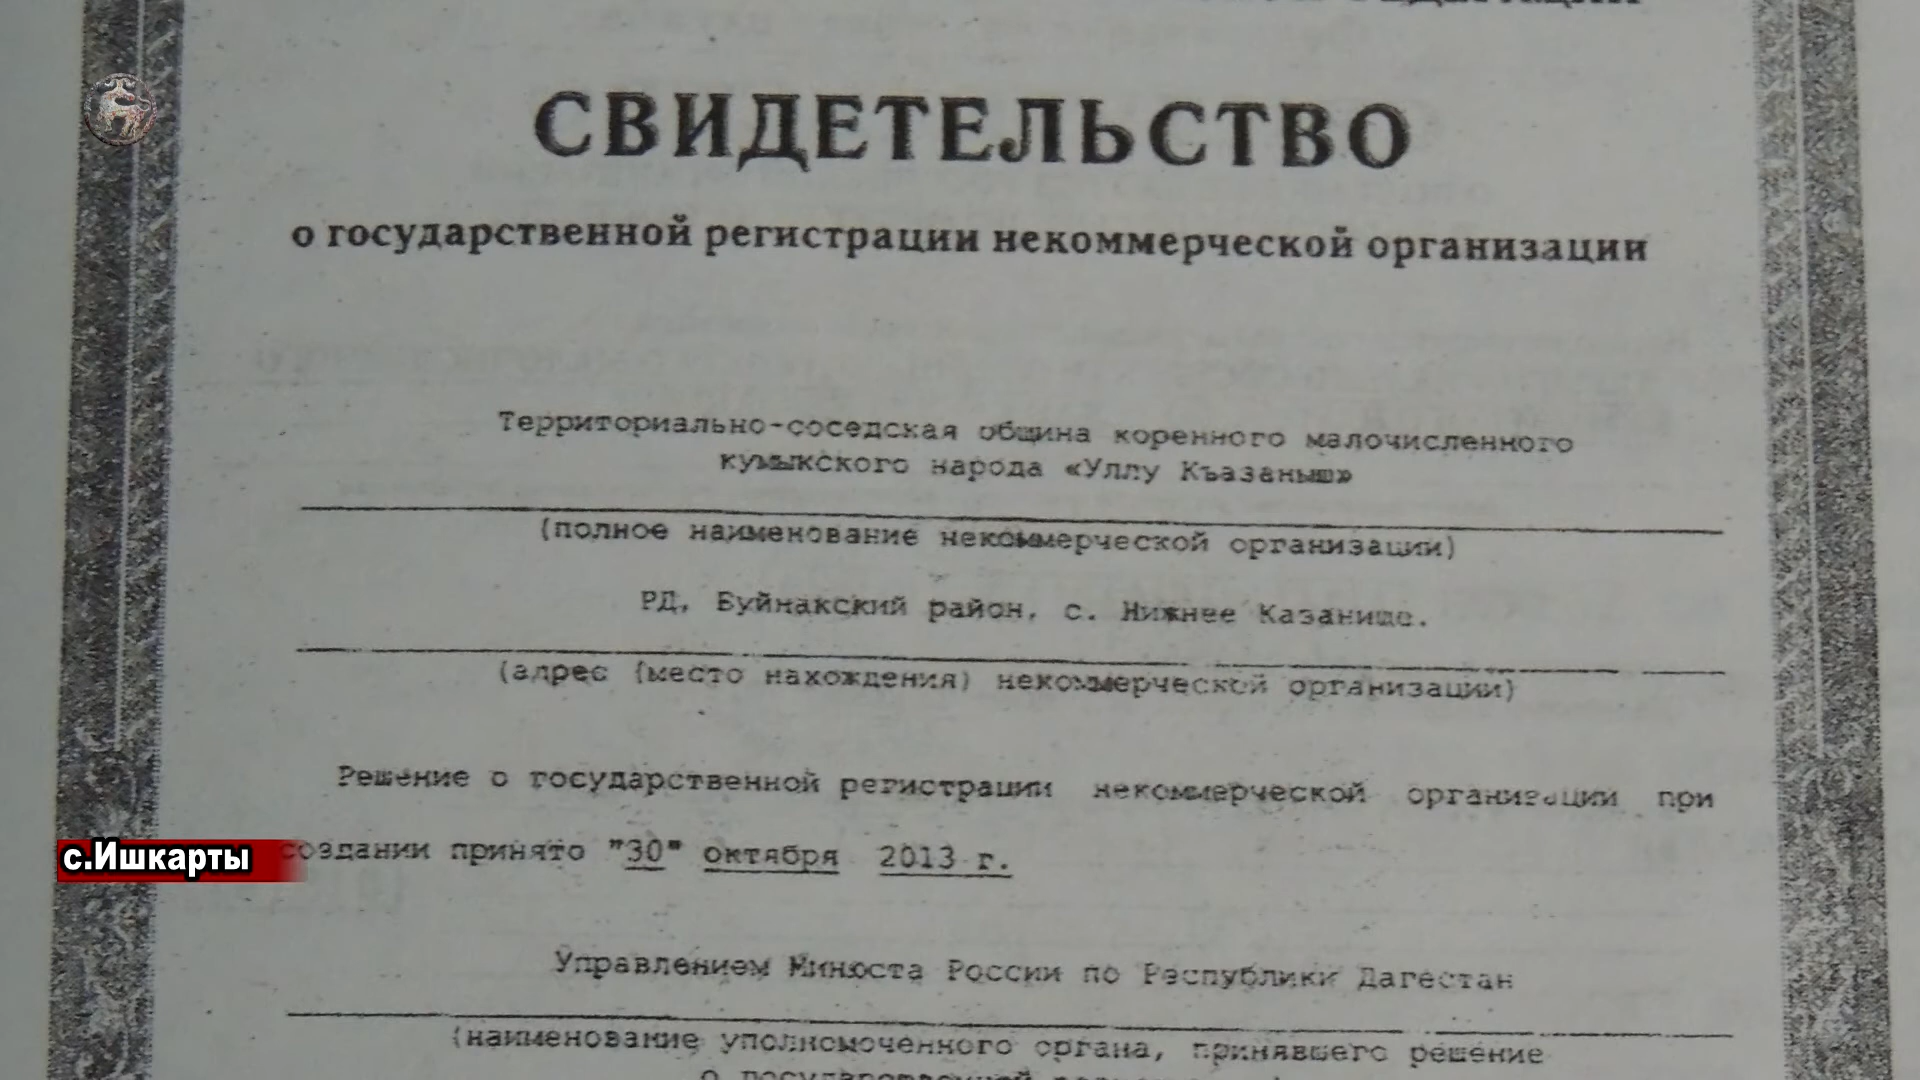 СВИДЕТЕЛЬСТВО
о государственной регистрации некоммерческой организации
Территориально-соседская община коренного малочисленного
кумыкского народа «Уллу Къазаныш»
(полное наименование некоммерческой организации)
РД, Буйнакский район, с. Нижнее Казанище.
(адрес (место нахождения) некоммерческой организации)
Решение о государственной регистрации некоммерческой организации при
создании принято "30" октября 2013 г.
с.Ишкарты
Управлением Минюста России по Республики Дагестан
(наименование уполномоченного органа, принявшего решение